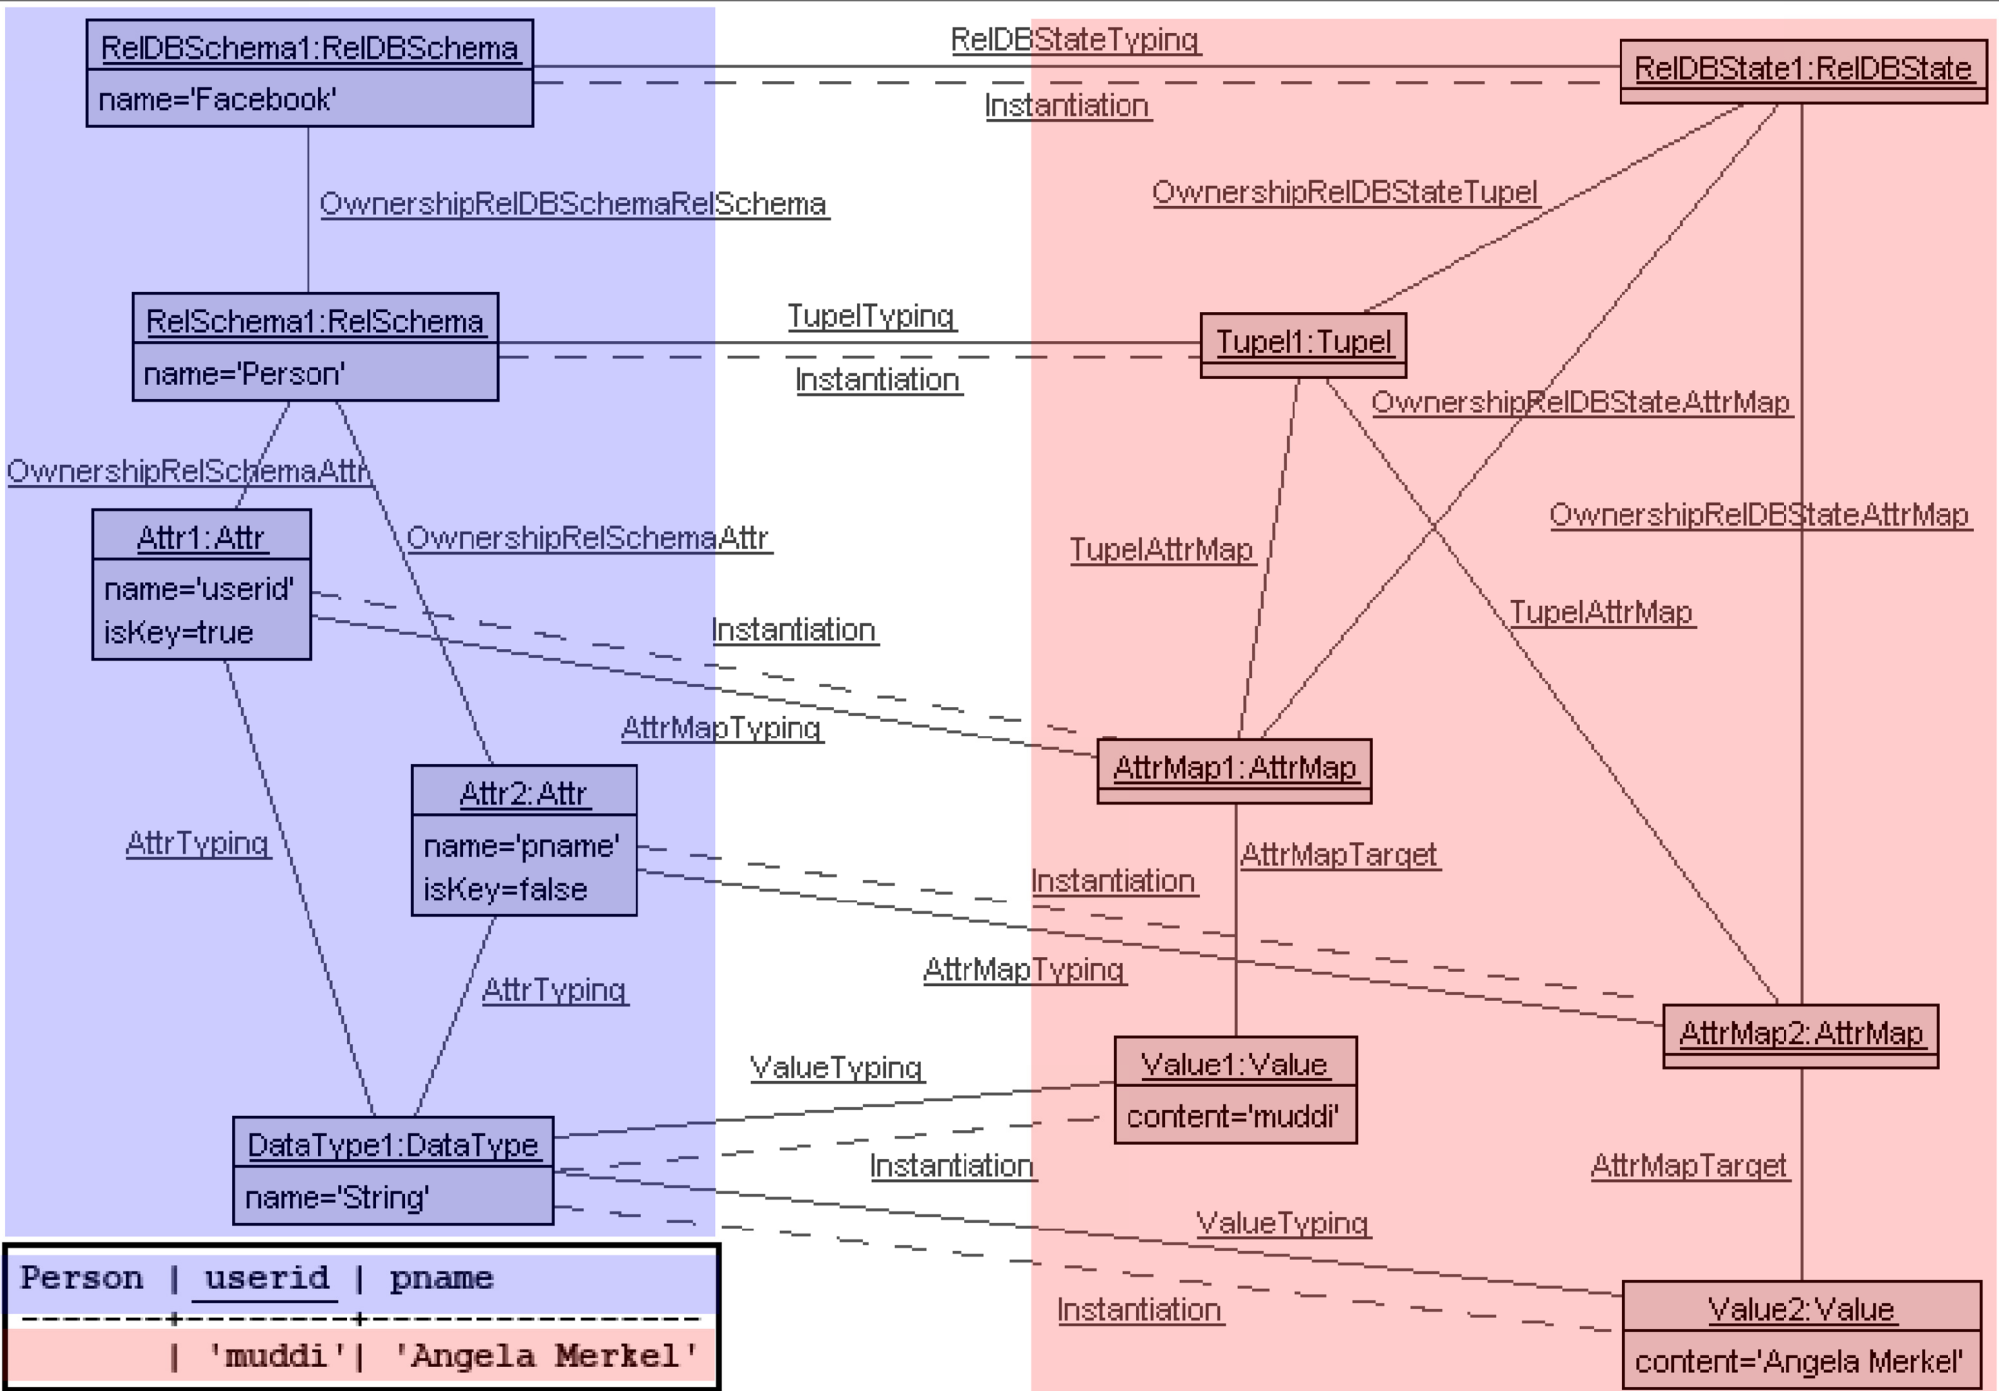 RelDBSchema1:RelDBSchema
name='Facebook'
RelDBStateTyping
Instantiation
RelDBState1:RelDBState
OwnershipRelDBSchemaRelSchema
OwnershipRelDBStateTupel
RelSchema1:RelSchema
name='Person'
TupelTyping
Instantiation
Tupel1:Tupel
OwnershipRelDBStateAttrMap
OwnershipRelSchemaAttr
OwnershipRelDBStateAttrMap
Attr1:Attr
name='userid'
isKey=true
OwnershipRelSchemaAttr
TupelAttrMap
TupelAttrMap
Instantiation
AttrMapTyping
AttrMap1:AttrMap
Attr2:Attr
name='pname'
isKey=false
AttrTyping
AttrMapTarget
Instantiation
AttrMapTyping
AttrTyping
AttrMap2:AttrMap
ValueTyping
Value1:Value
content='muddi'
DataType1:DataType
name='String'
Instantiation
AttrMapTarget
ValueTyping
Instantiation
Value2:Value
content='Angela Merkel'
Person | userid | pname
| 'muddi'| 'Angela Merkel'